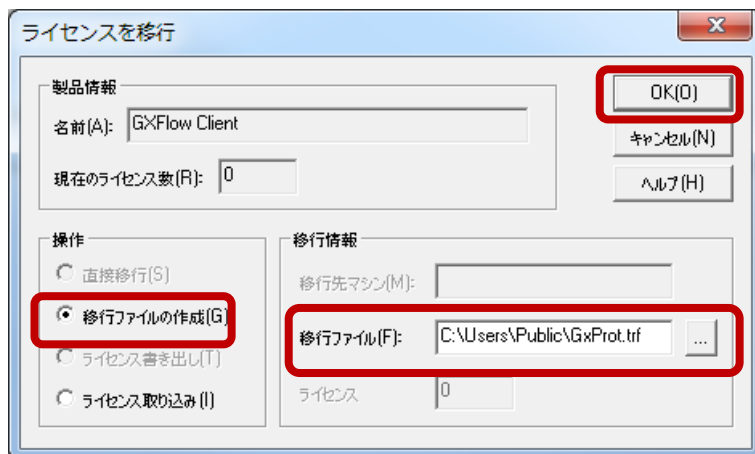 ライセンスを移行
製品情報
名前(A): GXFlow Client
現在のライセンス数(R): 0
OK(O)
キャンセル(N)
ヘルプ(H)
操作
直接移行(S)
移行ファイルの作成(G)
ライセンス書き出し(T)
ライセンス取り込み(I)
移行情報
移行先マシン(M):
移行ファイル(F): C:\Users\Public\GxProt.trf ...
ライセンス 0